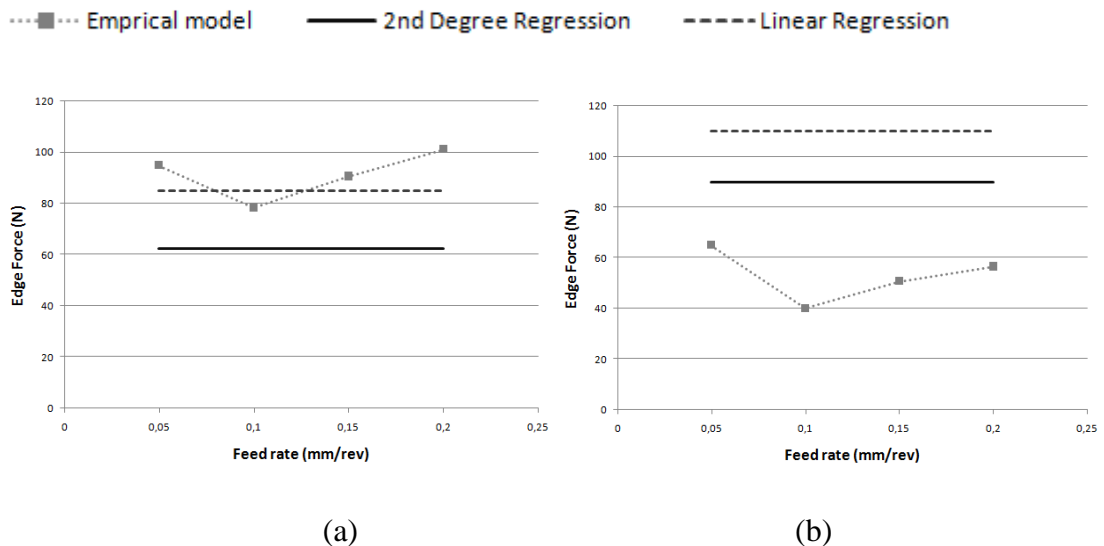 Emprical model 2nd Degree Regression Linear Regression
120
100
80
60
40
20
0
Edge Force (N)
0 0,05 0,1 0,15 0,2 0,25
Feed rate (mm/rev)
(a)
120
100
80
60
40
20
0
Edge Force (N)
0 0,05 0,1 0,15 0,2 0,25
Feed rate (mm/rev)
(b)